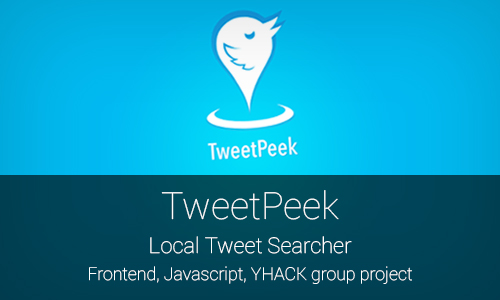 TweetPeek
TweetPeek
Local Tweet Searcher
Frontend, Javascript, YHACK group project